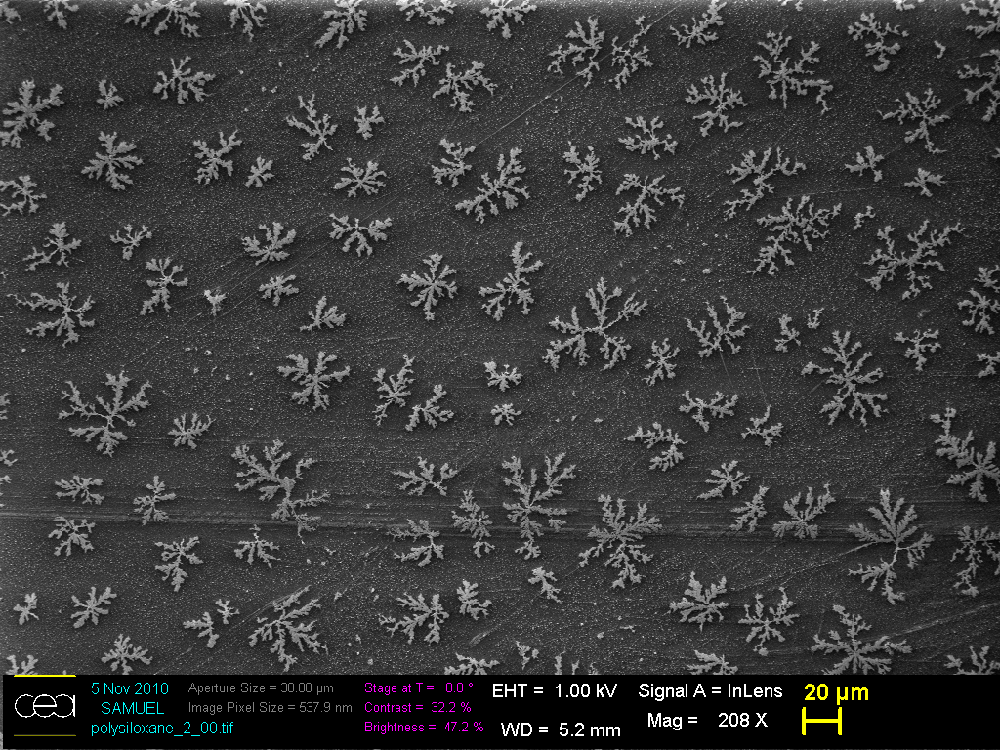 cea
5 Nov 2010
SAMUEL
polysiloxane_2_00.tif
Aperture Size = 30.00 µm
Image Pixel Size = 537.9 nm
Stage at T = 0.0 °
Contrast = 32.2 %
Brightness = 47.2 %
EHT = 1.00 kV
WD = 5.2 mm
Signal A = InLens
Mag = 208 X
20 µm